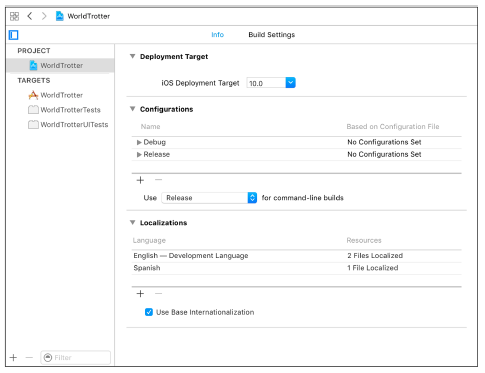 WorldTrotter
Info Build Settings
PROJECT
WorldTrotter
TARGETS
WorldTrotter
WorldTrotterTests
WorldTrotterUITests
Deployment Target
iOS Deployment Target 10.0
Configurations
Name Based on Configuration File
Debug No Configurations Set
Release No Configurations Set
+ −
Use Release for command-line builds
Localizations
Language Resources
English — Development Language 2 Files Localized
Spanish 1 File Localized
+ −
Use Base Internationalization
+ − Filter